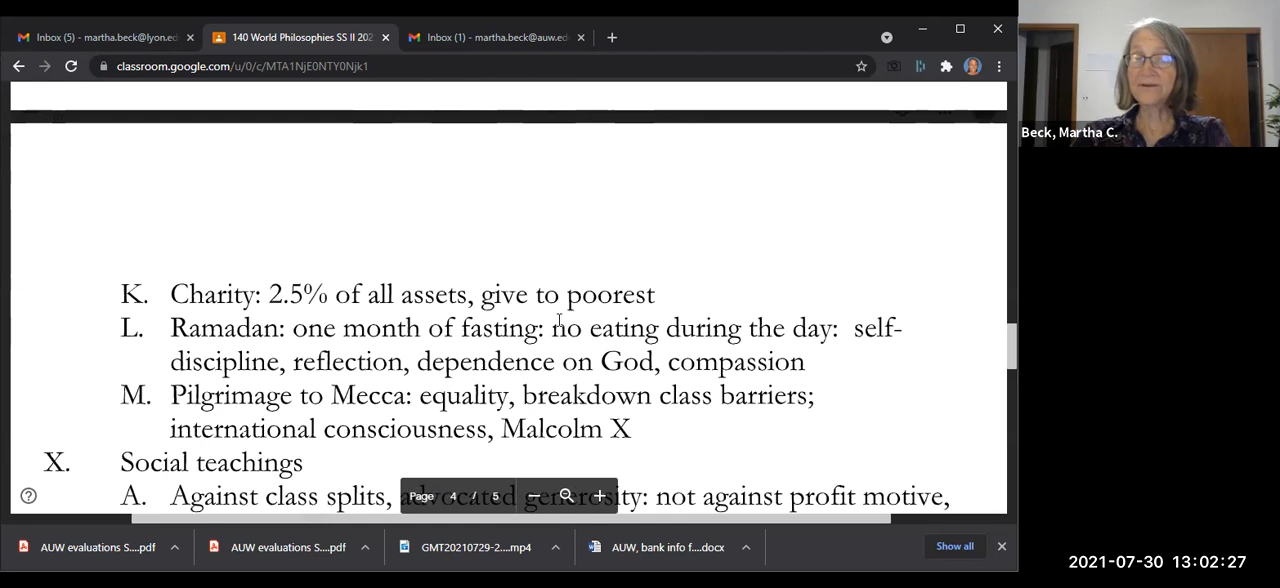 Inbox (5) - martha.beck@lyon.ed
140 World Philosophies SS II 202
Inbox (1) - martha.beck@auw.ed
classroom.google.com/u/0/c/MTA1NjE0NTY0Njk1
Beck, Martha C.
K. Charity: 2.5% of all assets, give to poorest
L. Ramadan: one month of fasting: no eating during the day: self-
discipline, reflection, dependence on God, compassion
M. Pilgrimage to Mecca: equality, breakdown class barriers;
international consciousness, Malcolm X
X. Social teachings
A. Against class splits, advocated generosity: not against profit motive,
Page 4 / 5
AUW evaluations S....pdf
AUW evaluations S....pdf
GMT20210729-2....mp4
AUW, bank info f....docx
Show all
2021-07-30 13:02:27